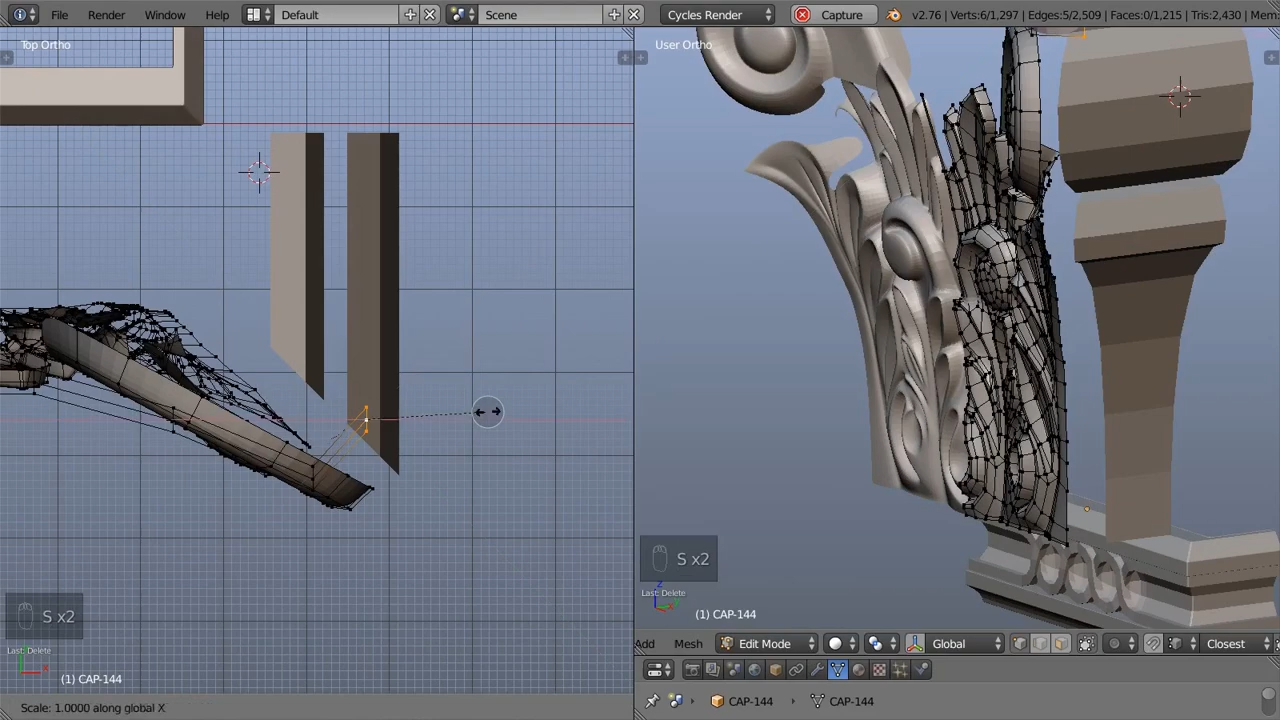 File Render Window Help Default Scene Cycles Render Capture v2.76 | Verts:6/1,297 | Edges:5/2,509 | Faces:0/1,215 | Tris:2,430 | Mem
Top Ortho
User Ortho
S x2
Last: Delete
(1) CAP-144
S x2
Last: Delete
(1) CAP-144
Add Mesh Edit Mode Global Closest
CAP-144 CAP-144
Scale: 1.0000 along global X